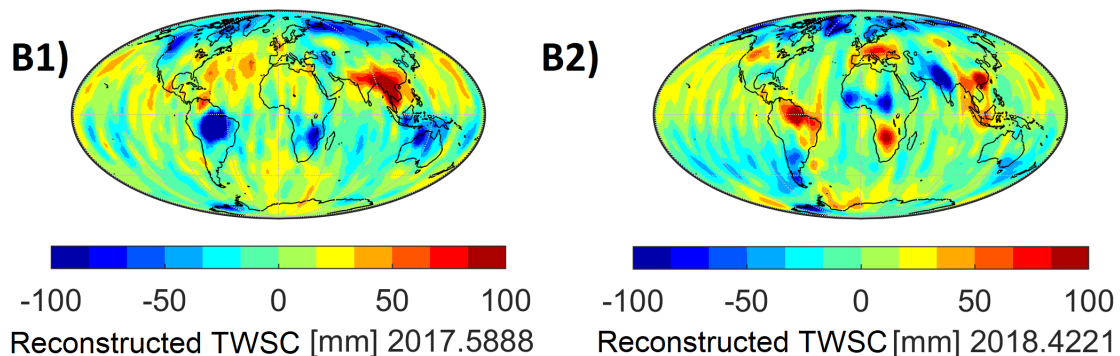 B1)
B2)
-100 -50 0 50 100
-100 -50 0 50 100
Reconstructed TWSC [mm] 2017.5888
Reconstructed TWSC [mm] 2018.4221